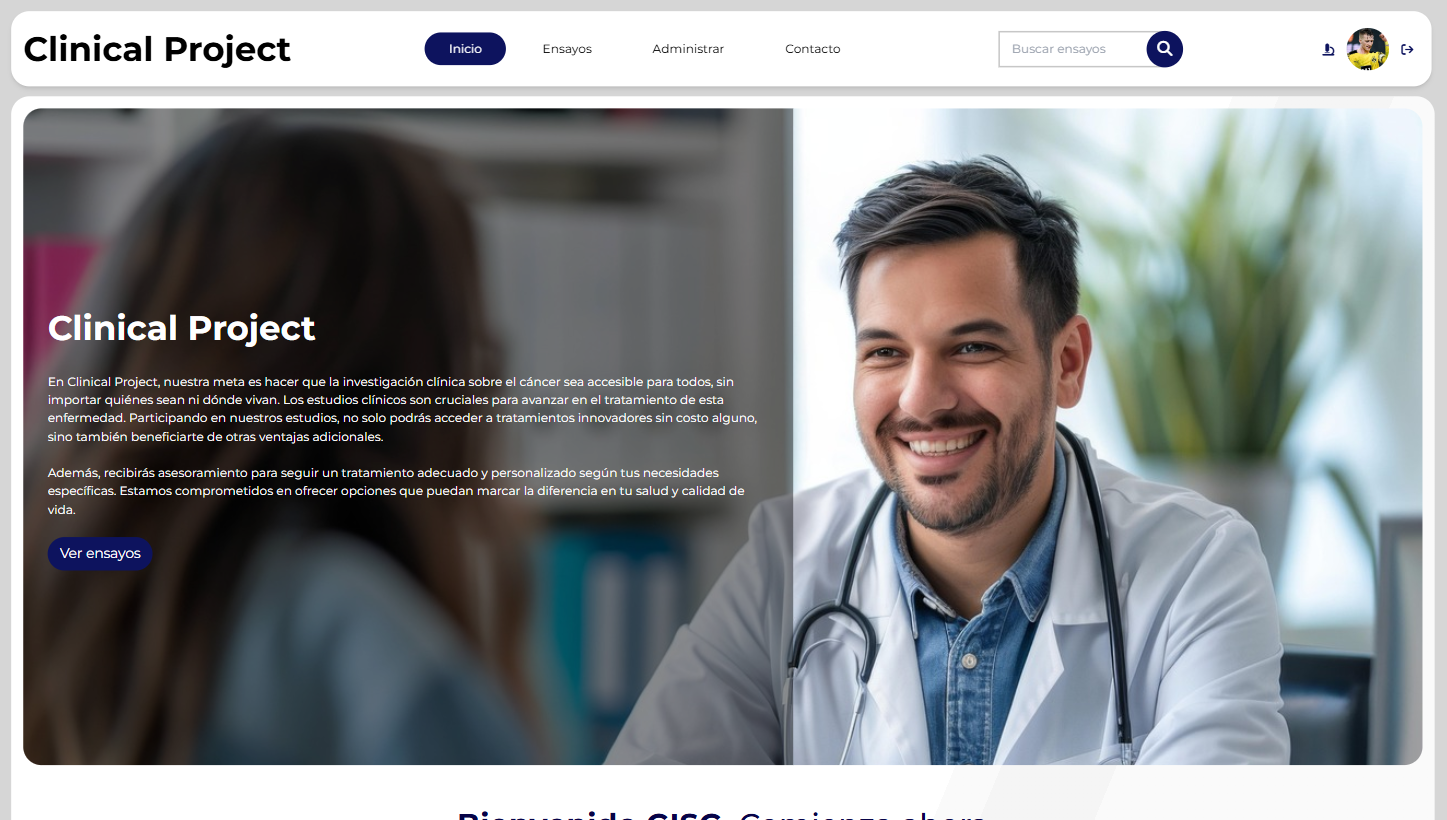 Clinical Project
Inicio
Ensayos
Administrar
Contacto
Buscar ensayos
Clinical Project
En Clinical Project, nuestra meta es hacer que la investigación clínica sobre el cáncer sea accesible para todos, sin
importar quiénes sean ni dónde vivan. Los estudios clínicos son cruciales para avanzar en el tratamiento de esta
enfermedad. Participando en nuestros estudios, no solo podrás acceder a tratamientos innovadores sin costo alguno,
sino también beneficiarte de otras ventajas adicionales.
Además, recibirás asesoramiento para seguir un tratamiento adecuado y personalizado según tus necesidades
específicas. Estamos comprometidos en ofrecer opciones que puedan marcar la diferencia en tu salud y calidad de
vida.
Ver ensayos